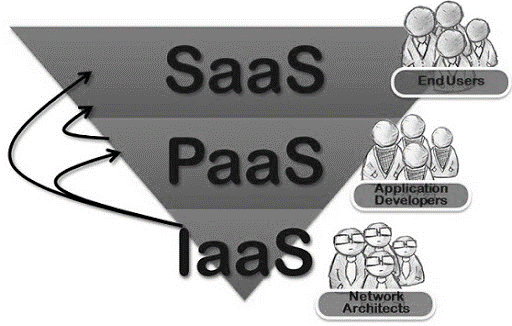 SaaS
End Users
PaaS
Application
Developers
IaaS
Network
Architects